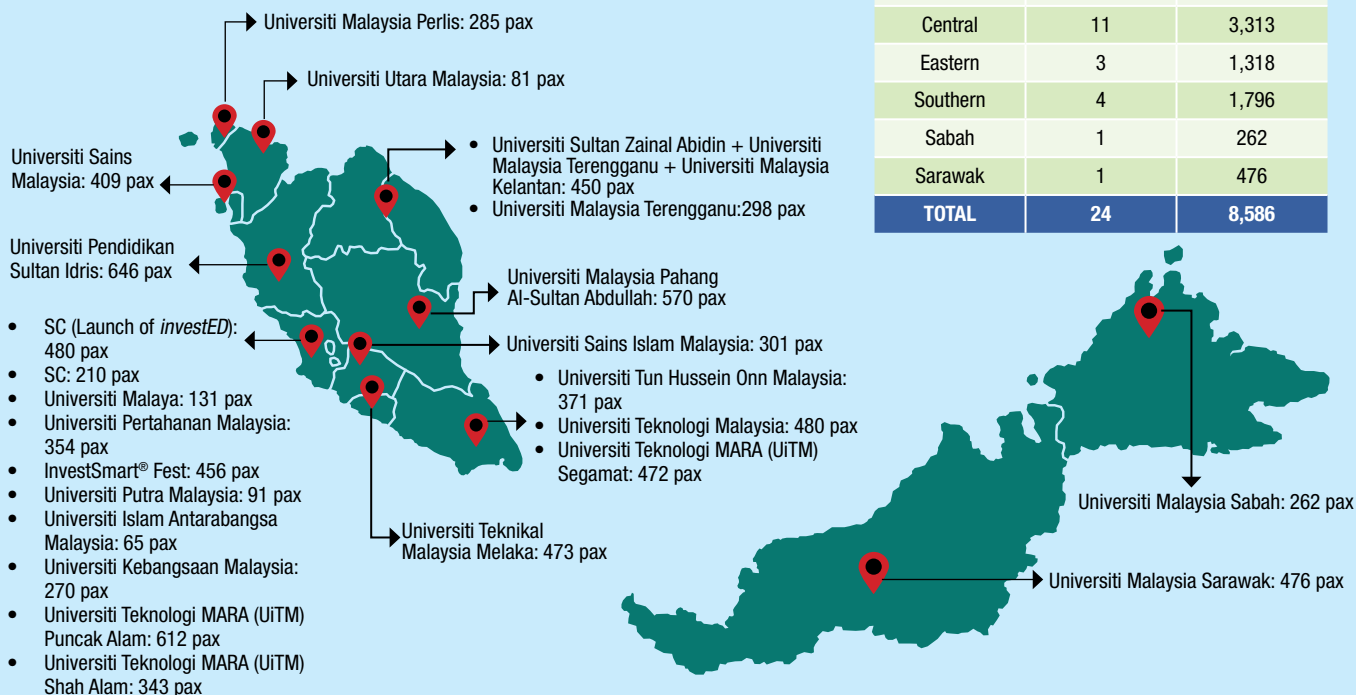 Universiti Malaysia Perlis: 285 pax
Universiti Utara Malaysia: 81 pax
Universiti Sains
Malaysia: 409 pax
Universiti Pendidikan
Sultan Idris: 646 pax
• SC (Launch of investED):
480 pax
• SC: 210 pax
• Universiti Malaya: 131 pax
• Universiti Pertahanan Malaysia:
354 pax
• InvestSmart® Fest: 456 pax
• Universiti Putra Malaysia: 91 pax
• Universiti Islam Antarabangsa
Malaysia: 65 pax
• Universiti Kebangsaan Malaysia:
270 pax
• Universiti Teknologi MARA (UiTM)
Puncak Alam: 612 pax
• Universiti Teknologi MARA (UiTM)
Shah Alam: 343 pax
• Universiti Sultan Zainal Abidin + Universiti
Malaysia Terengganu + Universiti Malaysia
Kelantan: 450 pax
• Universiti Malaysia Terengganu:298 pax
Universiti Malaysia Pahang
Al-Sultan Abdullah: 570 pax
Universiti Sains Islam Malaysia: 301 pax
• Universiti Tun Hussein Onn Malaysia:
371 pax
• Universiti Teknologi Malaysia: 480 pax
• Universiti Teknologi MARA (UiTM)
Segamat: 472 pax
Universiti Teknikal
Malaysia Melaka: 473 pax
Central 11 3,313
Eastern 3 1,318
Southern 4 1,796
Sabah 1 262
Sarawak 1 476
TOTAL 24 8,586
Universiti Malaysia Sabah: 262 pax
Universiti Malaysia Sarawak: 476 pax